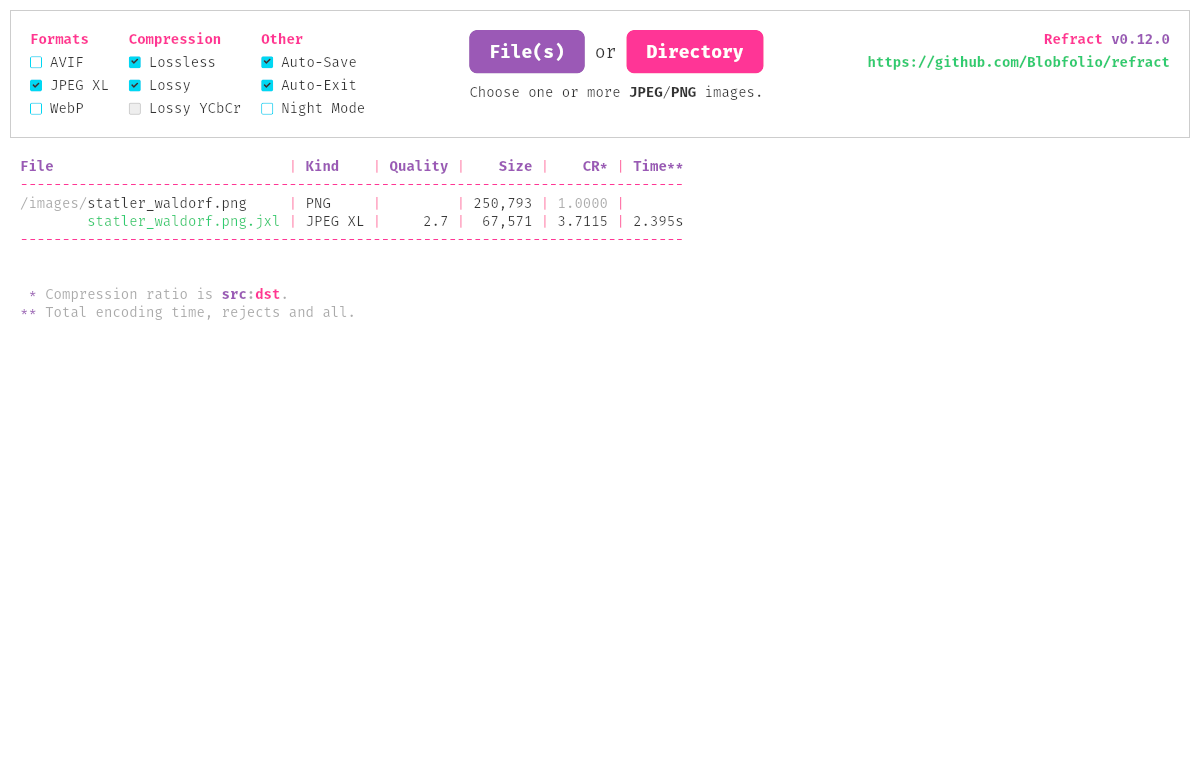 Formats Compression Other
AVIF Lossless Auto-Save
JPEG XL Lossy Auto-Exit
WebP Lossy YCbCr Night Mode
File(s) or Directory
Choose one or more JPEG/PNG images.
Refract v0.12.0
https://github.com/Blobfolio/refract
File | Kind | Quality | Size | CR* | Time**
-------------------------------------------------------------------------------
/images/statler_waldorf.png | PNG | | 250,793 | 1.0000 |
statler_waldorf.png.jxl | JPEG XL | 2.7 | 67,571 | 3.7115 | 2.395s
-------------------------------------------------------------------------------
* Compression ratio is src:dst.
** Total encoding time, rejects and all.